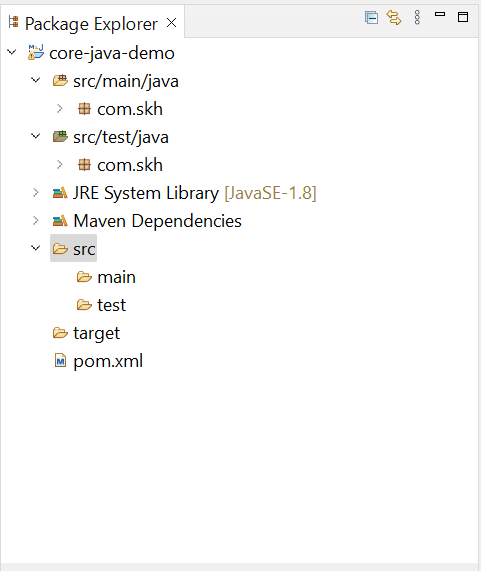 Package Explorer
core-java-demo
src/main/java
com.skh
src/test/java
com.skh
JRE System Library [JavaSE-1.8]
Maven Dependencies
src
main
test
target
pom.xml